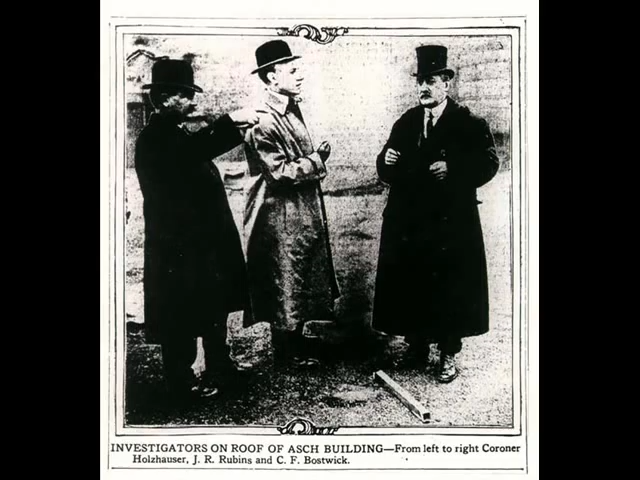 INVESTIGATORS ON ROOF OF ASCH BUILDING—From left to right Coroner
Holzhauser, J. R. Rubins and C. F. Bostwick.